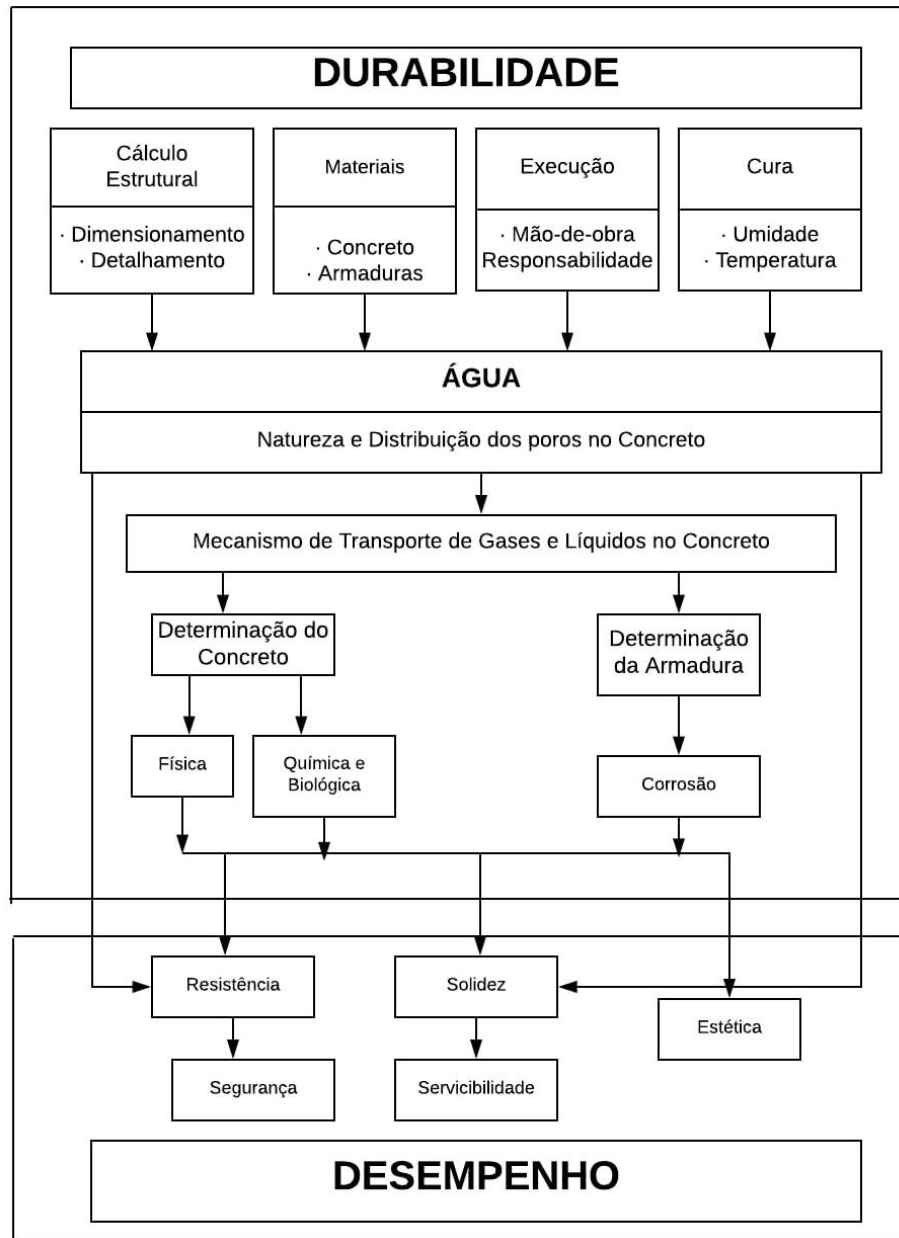 DURABILIDADE
Cálculo
Estrutural
· Dimensionamento
· Detalhamento
Materiais
· Concreto
· Armaduras
Execução
· Mão-de-obra
Responsabilidade
Cura
· Umidade
· Temperatura
ÁGUA
Natureza e Distribuição dos poros no Concreto
Mecanismo de Transporte de Gases e Líquidos no Concreto
Determinação do
Concreto
Determinação
da Armadura
Física
Química e
Biológica
Corrosão
Resistência
Solidez
Estética
Segurança
Servicibilidade
DESEMPENHO